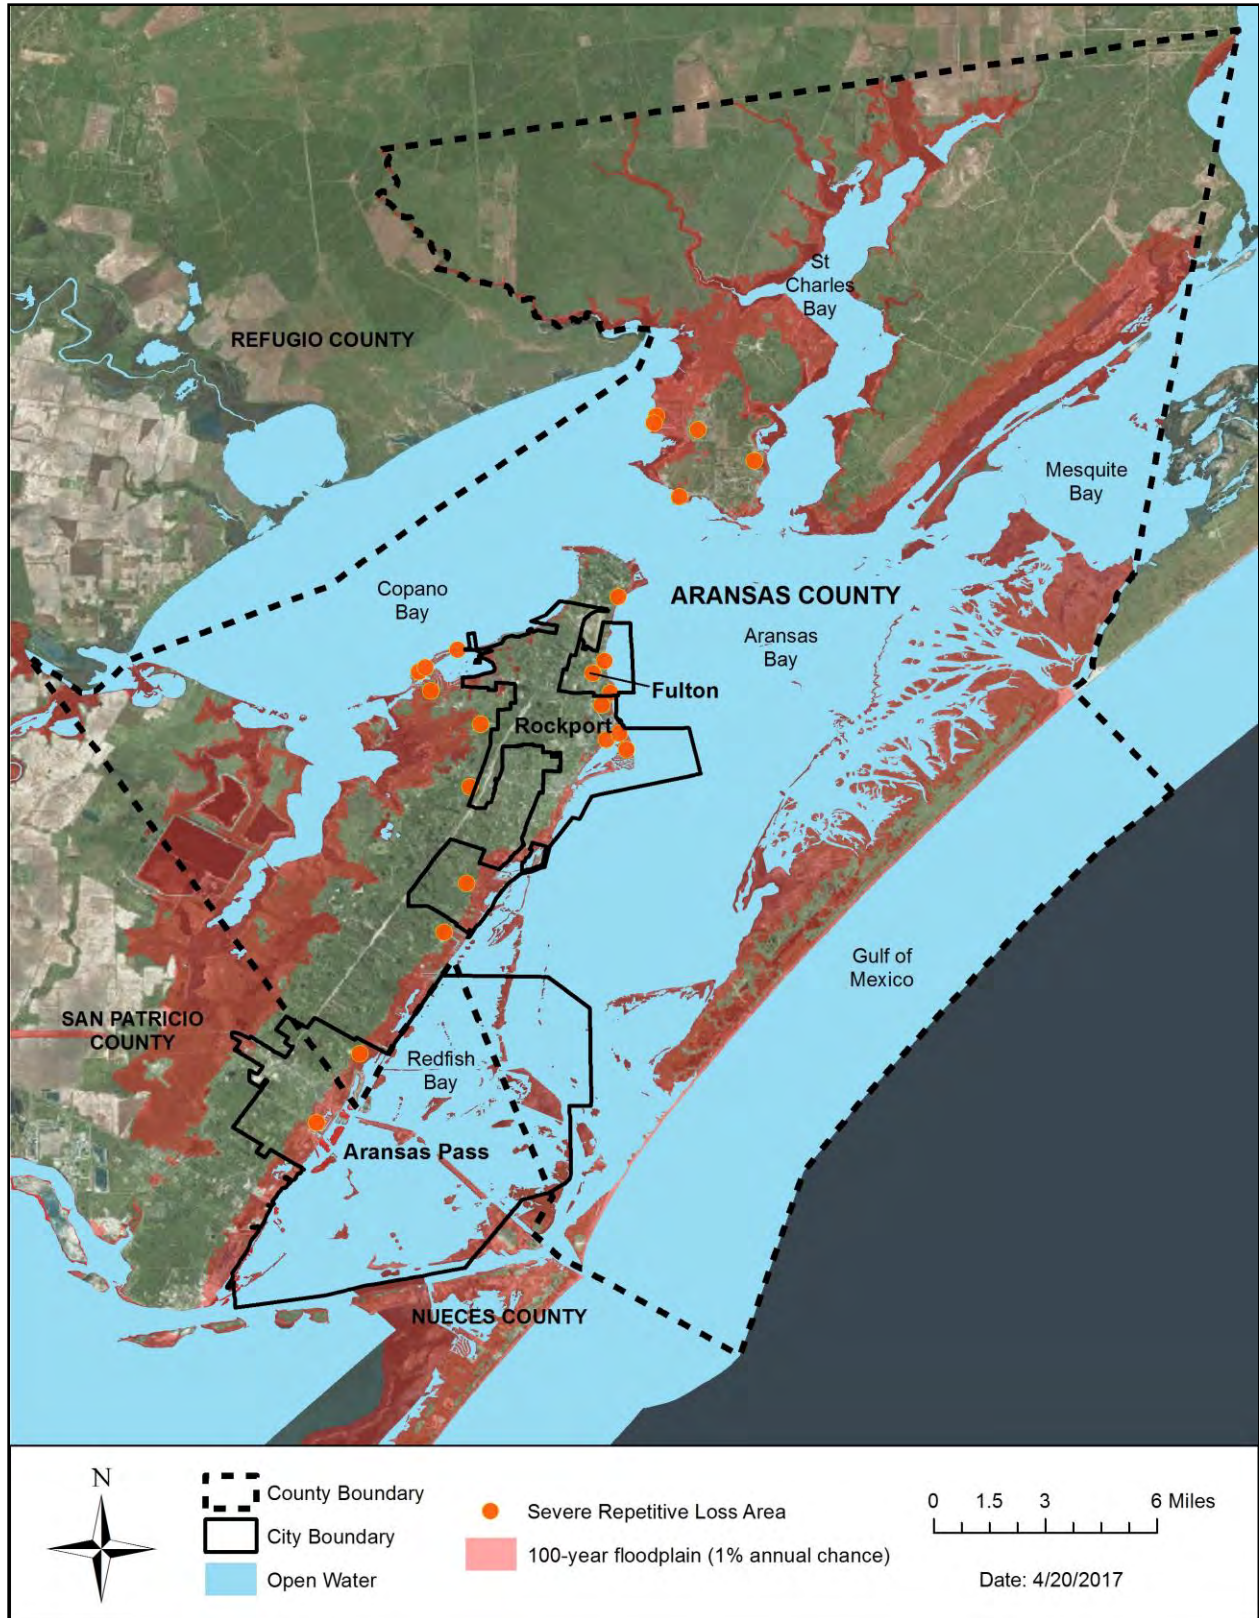 St
Charles
Bay
REFUGIO COUNTY
Mesquite
Bay
Copano
Bay
ARANSAS COUNTY
Aransas
Bay
Fulton
Rockport
Gulf of
Mexico
SAN PATRICIO
COUNTY
Redfish
Bay
Aransas Pass
NUECES COUNTY
N
County Boundary
City Boundary
Open Water
Severe Repetitive Loss Area
100-year floodplain (1% annual chance)
0 1.5 3 6 Miles
Date: 4/20/2017